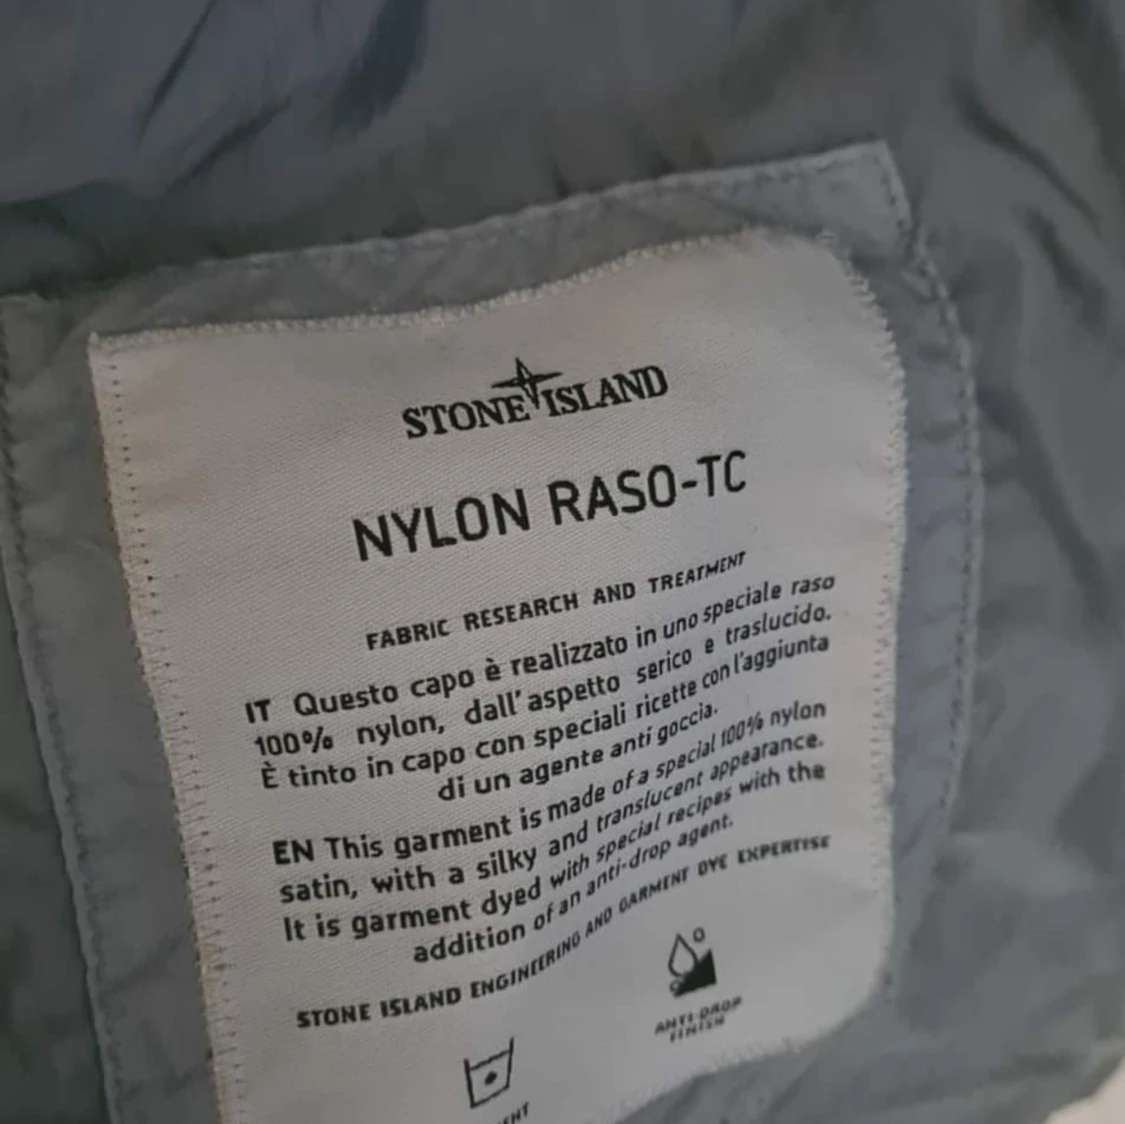 STONE ISLAND
NYLON RASO-TC
FABRIC RESEARCH AND TREATMENT
IT Questo capo è realizzato in uno speciale raso
100% nylon, dall'aspetto serico e traslucido.
È tinto in capo con speciali ricette con l'aggiunta
di un agente anti goccia.
EN This garment is made of a special 100% nylon
satin, with a silky and translucent appearance.
It is garment dyed with special recipes with the
addition of an anti-drop agent.
STONE ISLAND ENGINEERING AND GARMENT DYE EXPERTISE
ANTI-DROP
FINISH